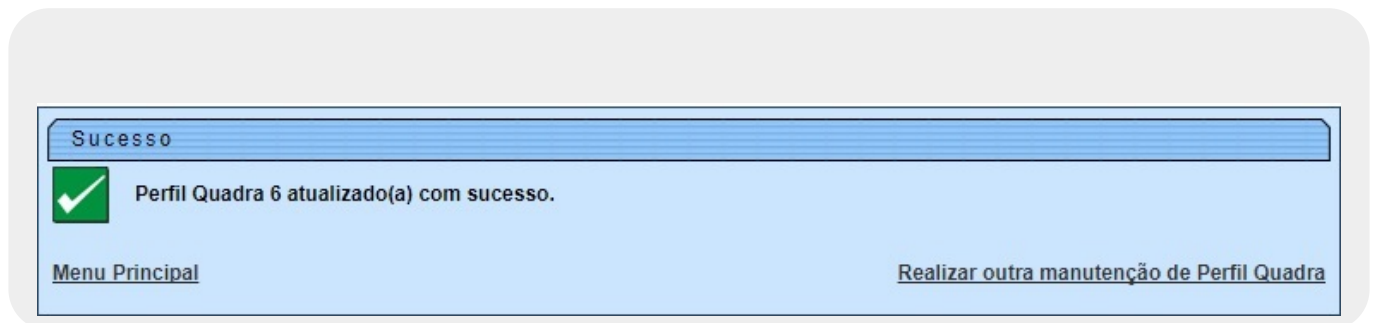 Sucesso
Perfil Quadra 6 atualizado(a) com sucesso.
Menu Principal
Realizar outra manutenção de Perfil Quadra